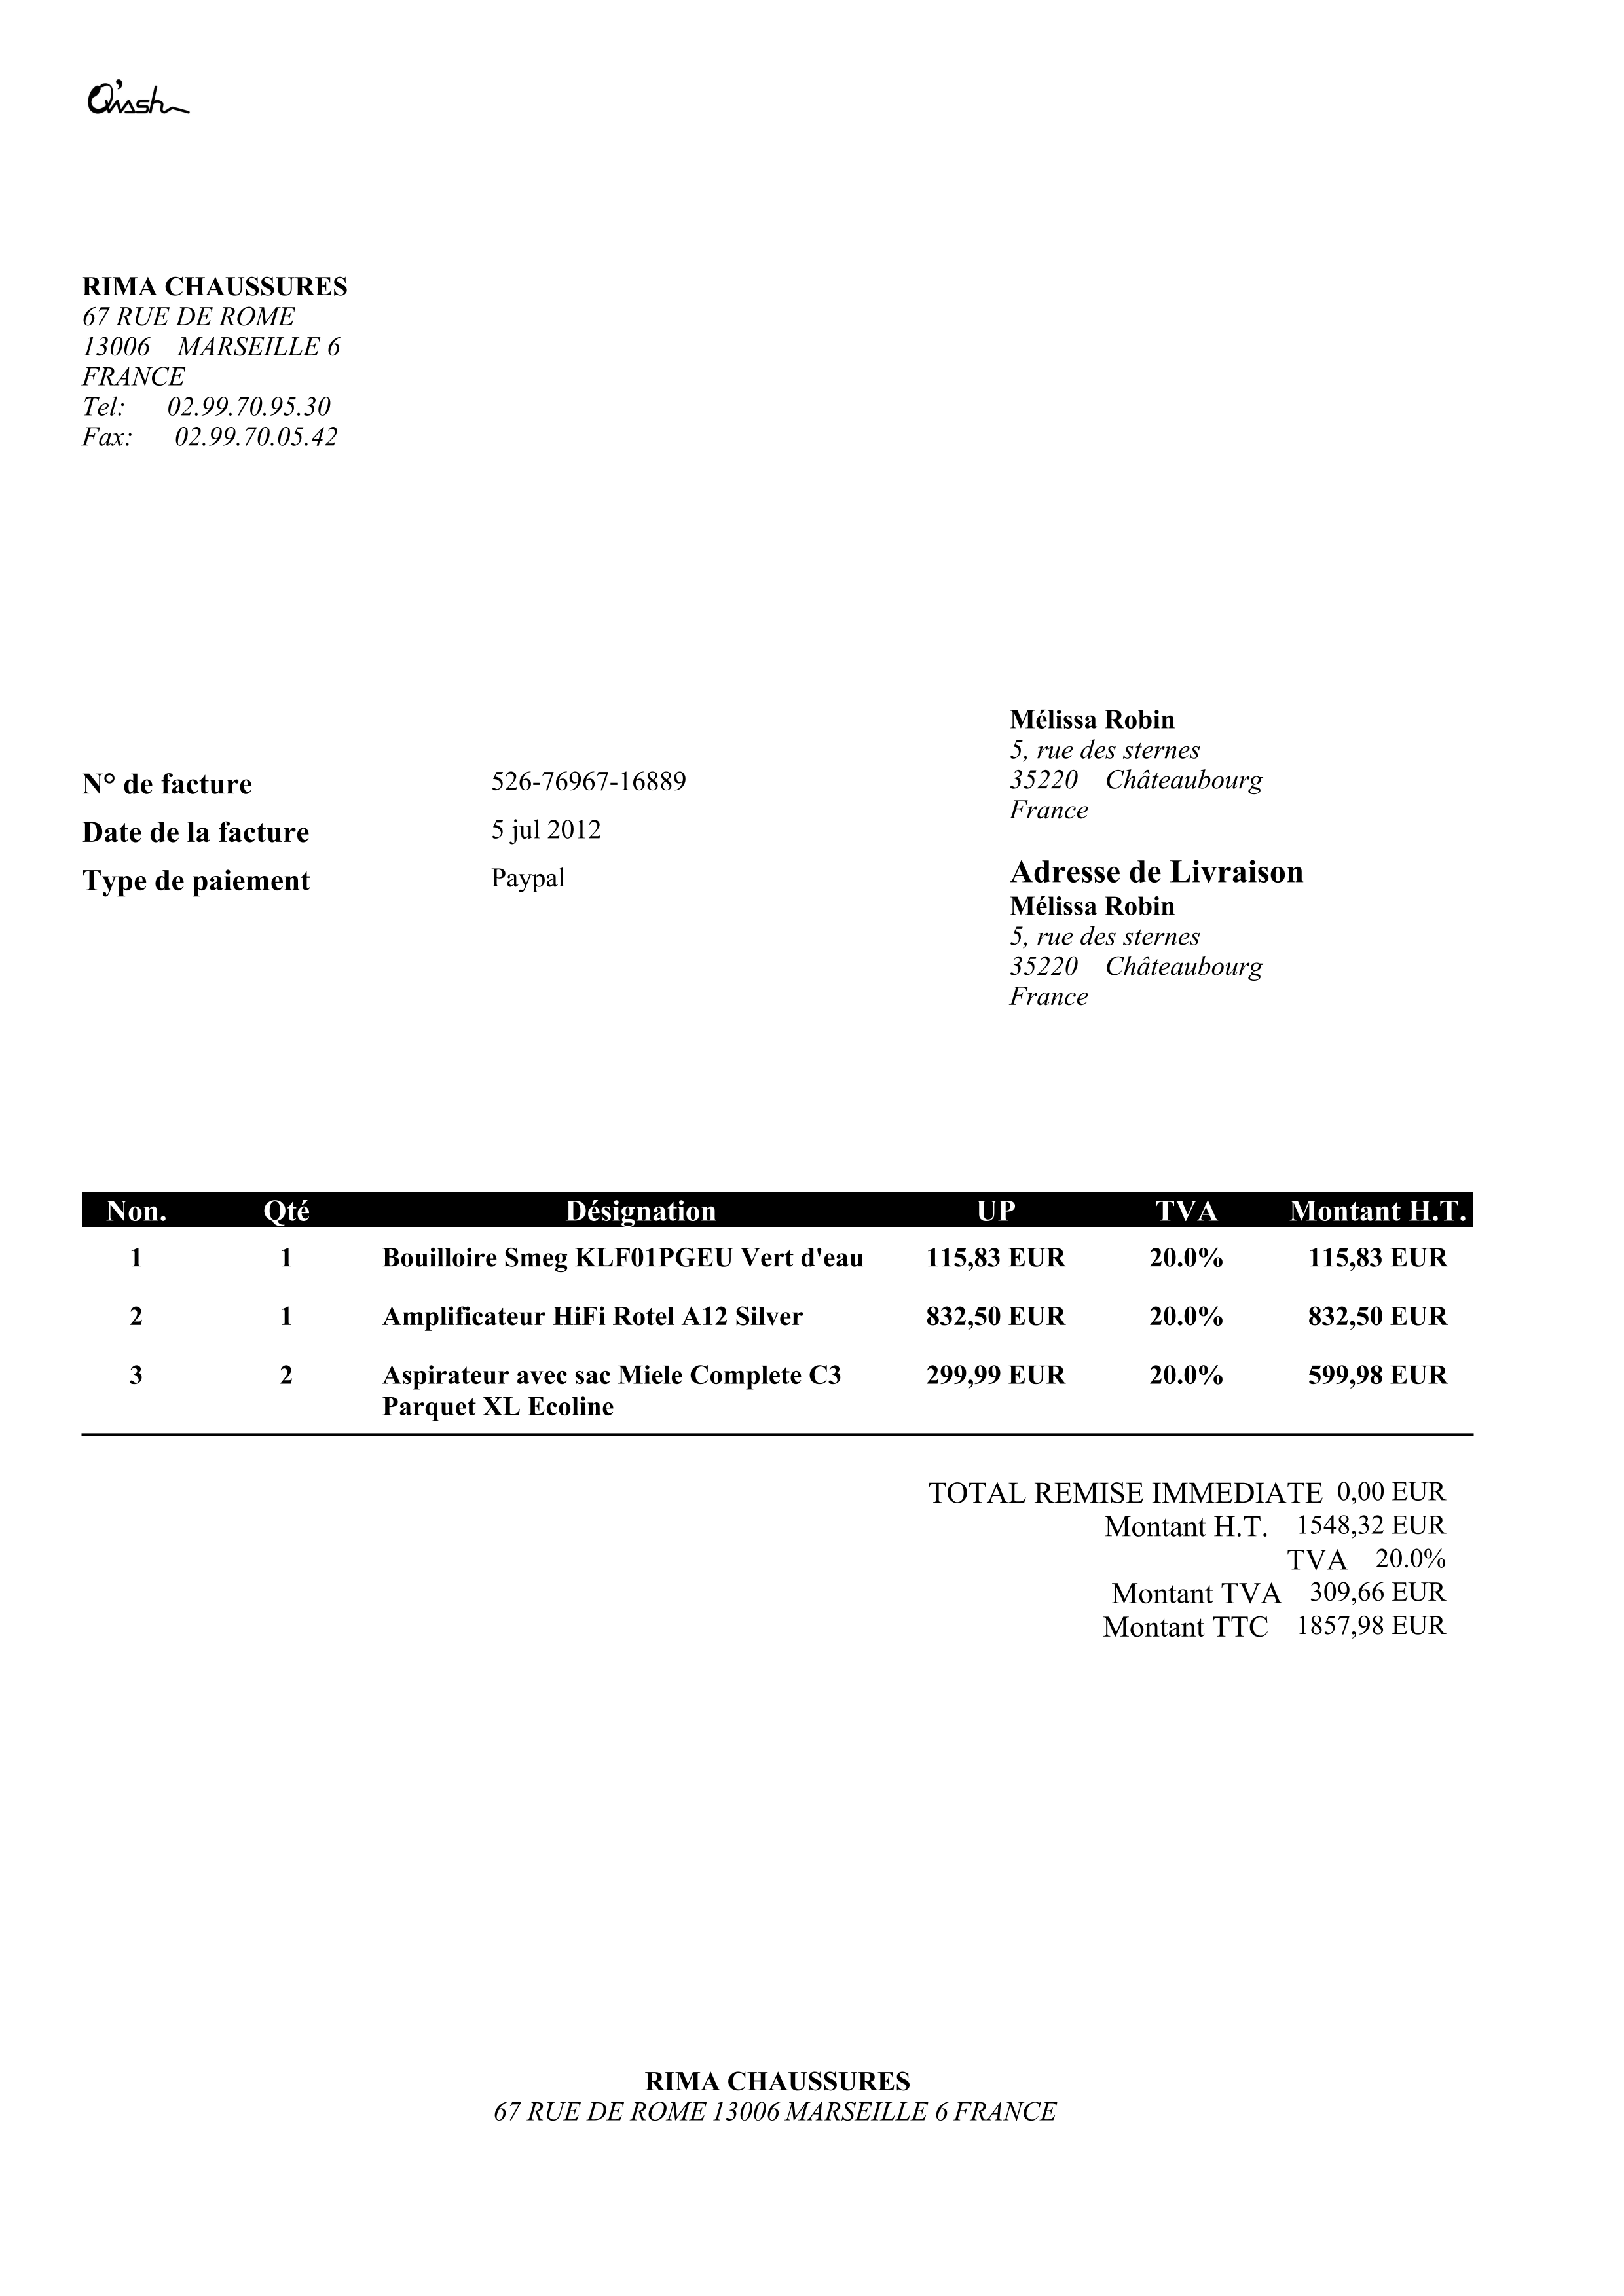 O'mash
RIMA CHAUSSURES
67 RUE DE ROME
13006 MARSEILLE 6
FRANCE
Tel: 02.99.70.95.30
Fax: 02.99.70.05.42
Mélissa Robin
5, rue des sternes
35220 Châteaubourg
France
N° de facture 526-76967-16889
Date de la facture 5 jul 2012
Type de paiement Paypal
Adresse de Livraison
Mélissa Robin
5, rue des sternes
35220 Châteaubourg
France
Non. Qté Désignation UP TVA Montant H.T.
1 1 Bouilloire Smeg KLF01PGEU Vert d'eau 115,83 EUR 20.0% 115,83 EUR
2 1 Amplificateur HiFi Rotel A12 Silver 832,50 EUR 20.0% 832,50 EUR
3 2 Aspirateur avec sac Miele Complete C3 299,99 EUR 20.0% 599,98 EUR
Parquet XL Ecoline
TOTAL REMISE IMMEDIATE 0,00 EUR
Montant H.T. 1548,32 EUR
TVA 20.0%
Montant TVA 309,66 EUR
Montant TTC 1857,98 EUR
RIMA CHAUSSURES
67 RUE DE ROME 13006 MARSEILLE 6 FRANCE